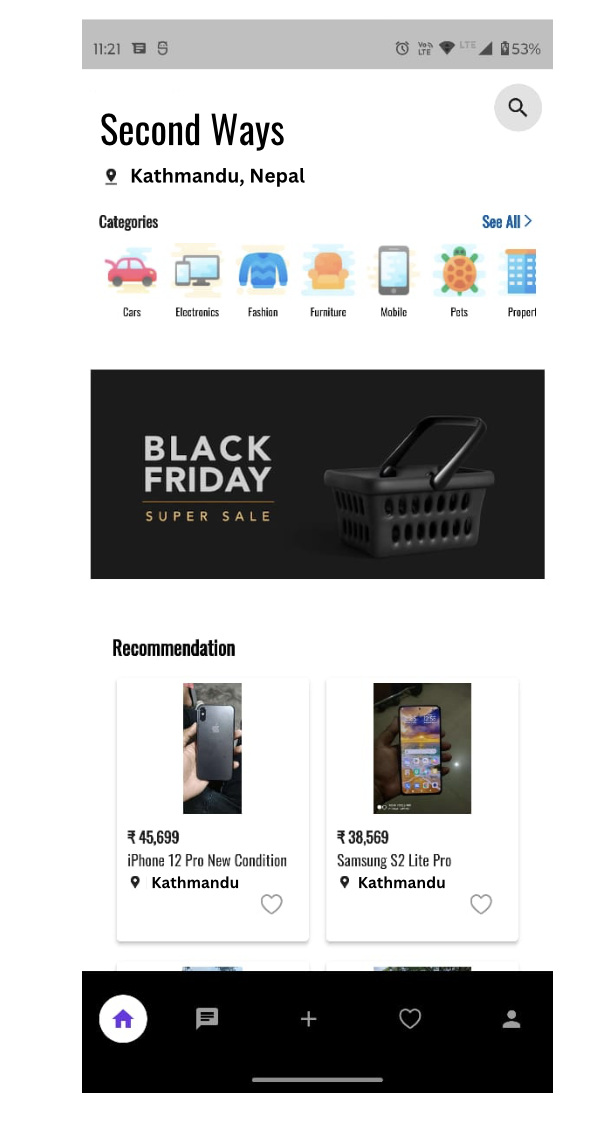 11:21
Vo LTE LTE 53%
Second Ways
Kathmandu, Nepal
Categories See All >
Cars Electronics Fashion Furniture Mobile Pets Propert
BLACK
FRIDAY
SUPER SALE
Recommendation
₹ 45,699 ₹ 38,569
iPhone 12 Pro New Condition Samsung S2 Lite Pro
Kathmandu Kathmandu